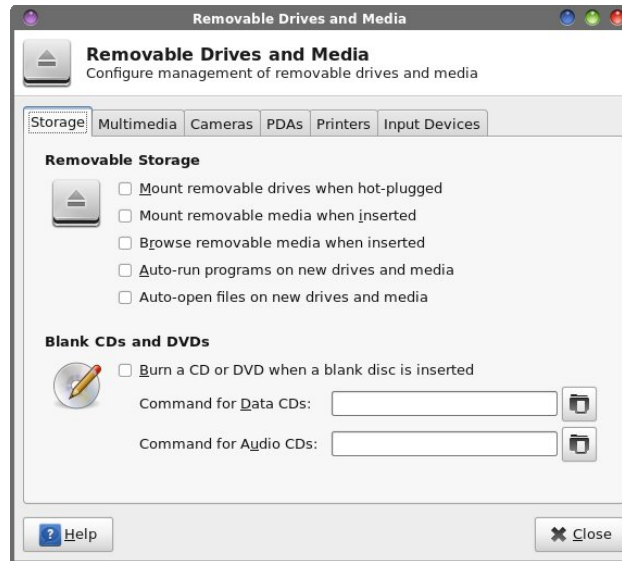 Removable Drives and Media
Removable Drives and Media
Configure management of removable drives and media
Storage Multimedia Cameras PDAs Printers Input Devices
Removable Storage
Mount removable drives when hot-plugged
Mount removable media when inserted
Browse removable media when inserted
Auto-run programs on new drives and media
Auto-open files on new drives and media
Blank CDs and DVDs
Burn a CD or DVD when a blank disc is inserted
Command for Data CDs:
Command for Audio CDs:
? Help Close